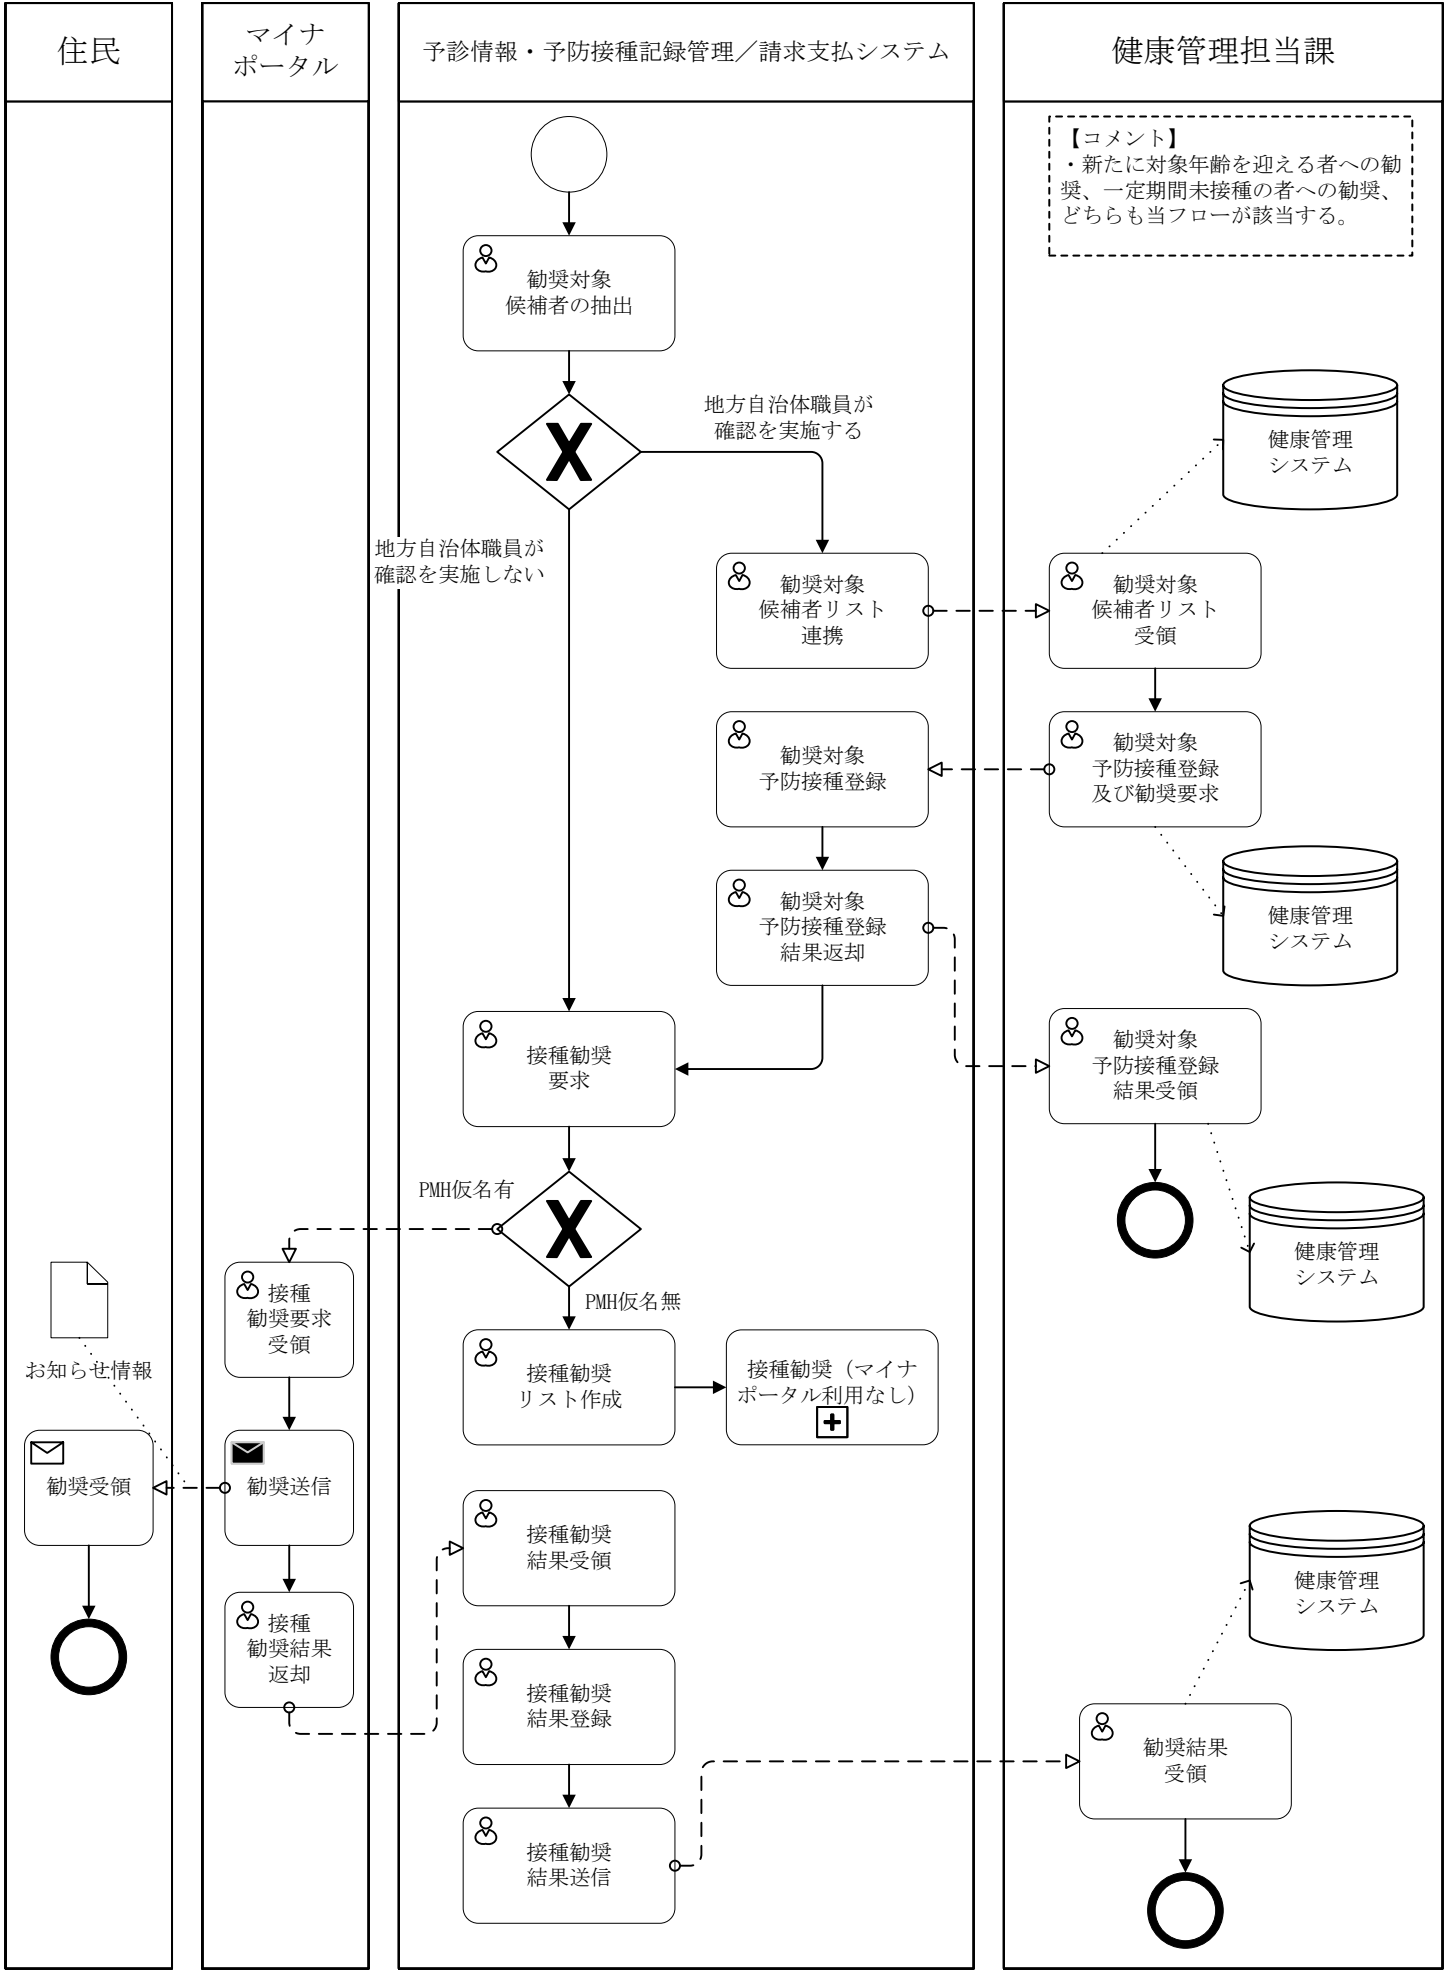 住民
マイナ
ポータル
予診情報・予防接種記録管理／請求支払システム
健康管理担当課
【コメント】
・新たに対象年齢を迎える者への勧
奨、一定期間未接種の者への勧奨、
どちらも当フローが該当する。
勧奨対象
候補者の抽出
地方自治体職員が
確認を実施する
健康管理
システム
地方自治体職員が
確認を実施しない
勧奨対象
候補者リスト
連携
勧奨対象
候補者リスト
受領
勧奨対象
予防接種登録
勧奨対象
予防接種登録
及び勧奨要求
勧奨対象
予防接種登録
結果返却
健康管理
システム
接種勧奨
要求
勧奨対象
予防接種登録
結果受領
PMH仮名有
健康管理
システム
PMH仮名無
接種
勧奨要求
受領
お知らせ情報
接種勧奨
リスト作成
接種勧奨（マイナ
ポータル利用なし）
勧奨受領
勧奨送信
接種勧奨
結果受領
健康管理
システム
接種
勧奨結果
返却
接種勧奨
結果登録
勧奨結果
受領
接種勧奨
結果送信